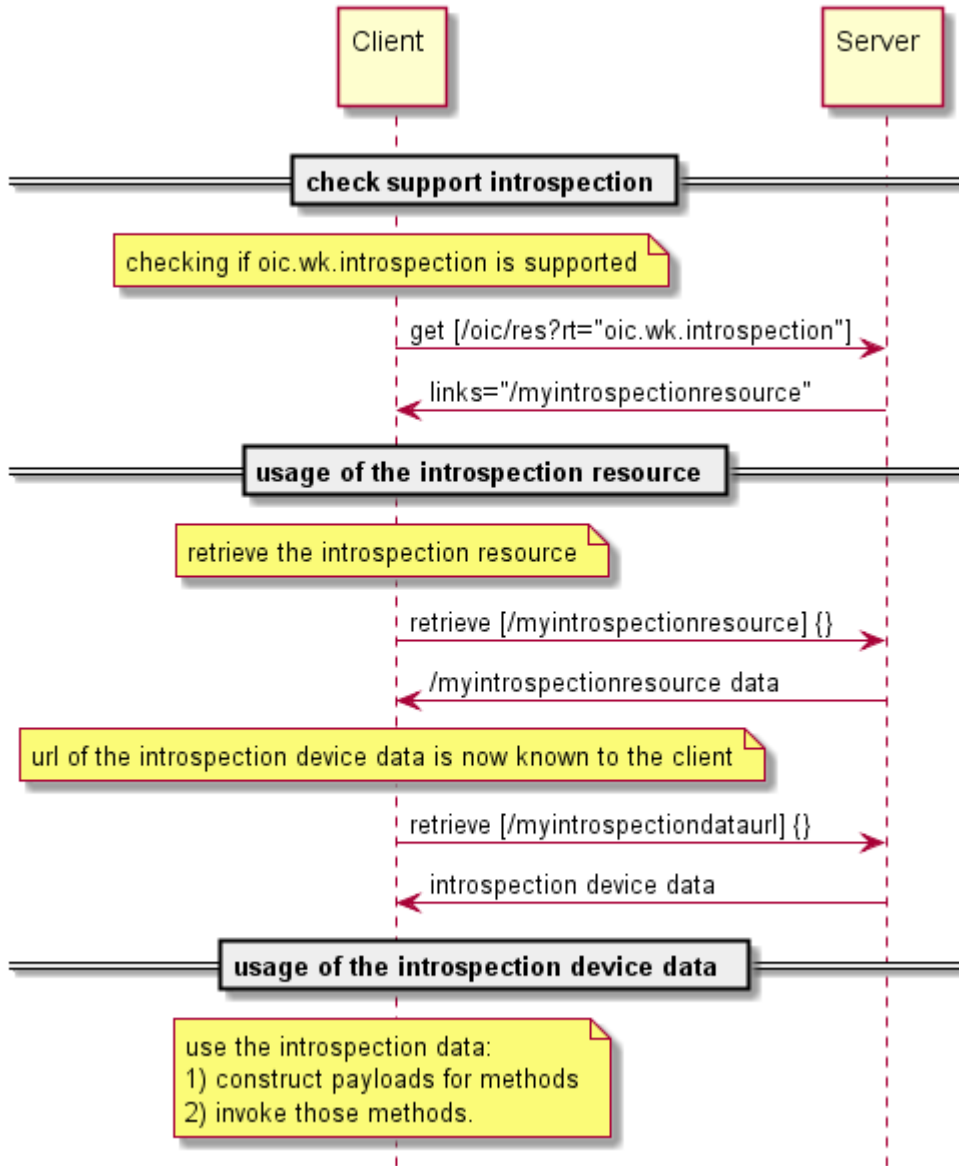 Client
Server
check support introspection
checking if oic.wk.introspection is supported
get [/oic/res?rt="oic.wk.introspection"]
links="/myintrospectionresource"
usage of the introspection resource
retrieve the introspection resource
retrieve [/myintrospectionresource] {}
/myintrospectionresource data
url of the introspection device data is now known to the client
retrieve [/myintrospectiondataurl] {}
introspection device data
usage of the introspection device data
use the introspection data:
1) construct payloads for methods
2) invoke those methods.